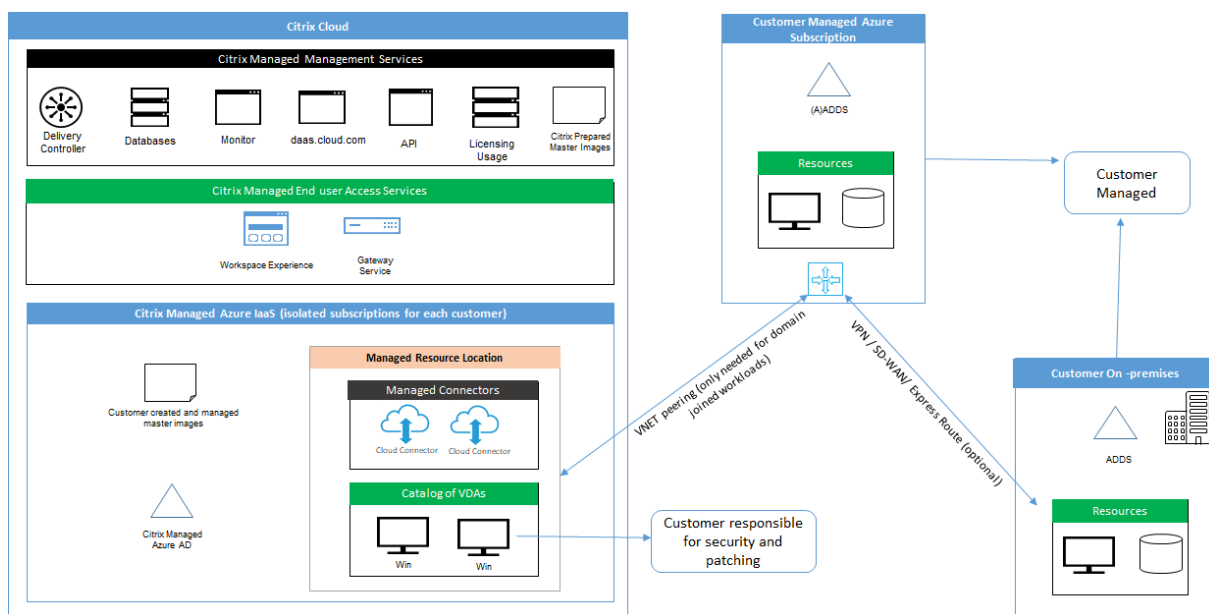 Citrix Cloud
Citrix Managed Management Services
Delivery
Controller
Databases
Monitor
daas.cloud.com
API
Licensing
Usage
Citrix Prepared
Master Images
Citrix Managed End user Access Services
Workspace Experience
Gateway
Service
Citrix Managed Azure IaaS (isolated subscriptions for each customer)
Customer created and managed
master images
Citrix Managed
Azure AD
Managed Resource Location
Managed Connectors
Cloud Connector
Cloud Connector
Catalog of VDAs
Win
Win
Customer responsible
for security and
patching
VNET peering (only needed for domain
joined workloads)
Customer Managed Azure
Subscription
(A)ADDS
Resources
VPN / SD-WAN/ Express Route (optional)
Customer
Managed
Customer On -premises
ADDS
Resources